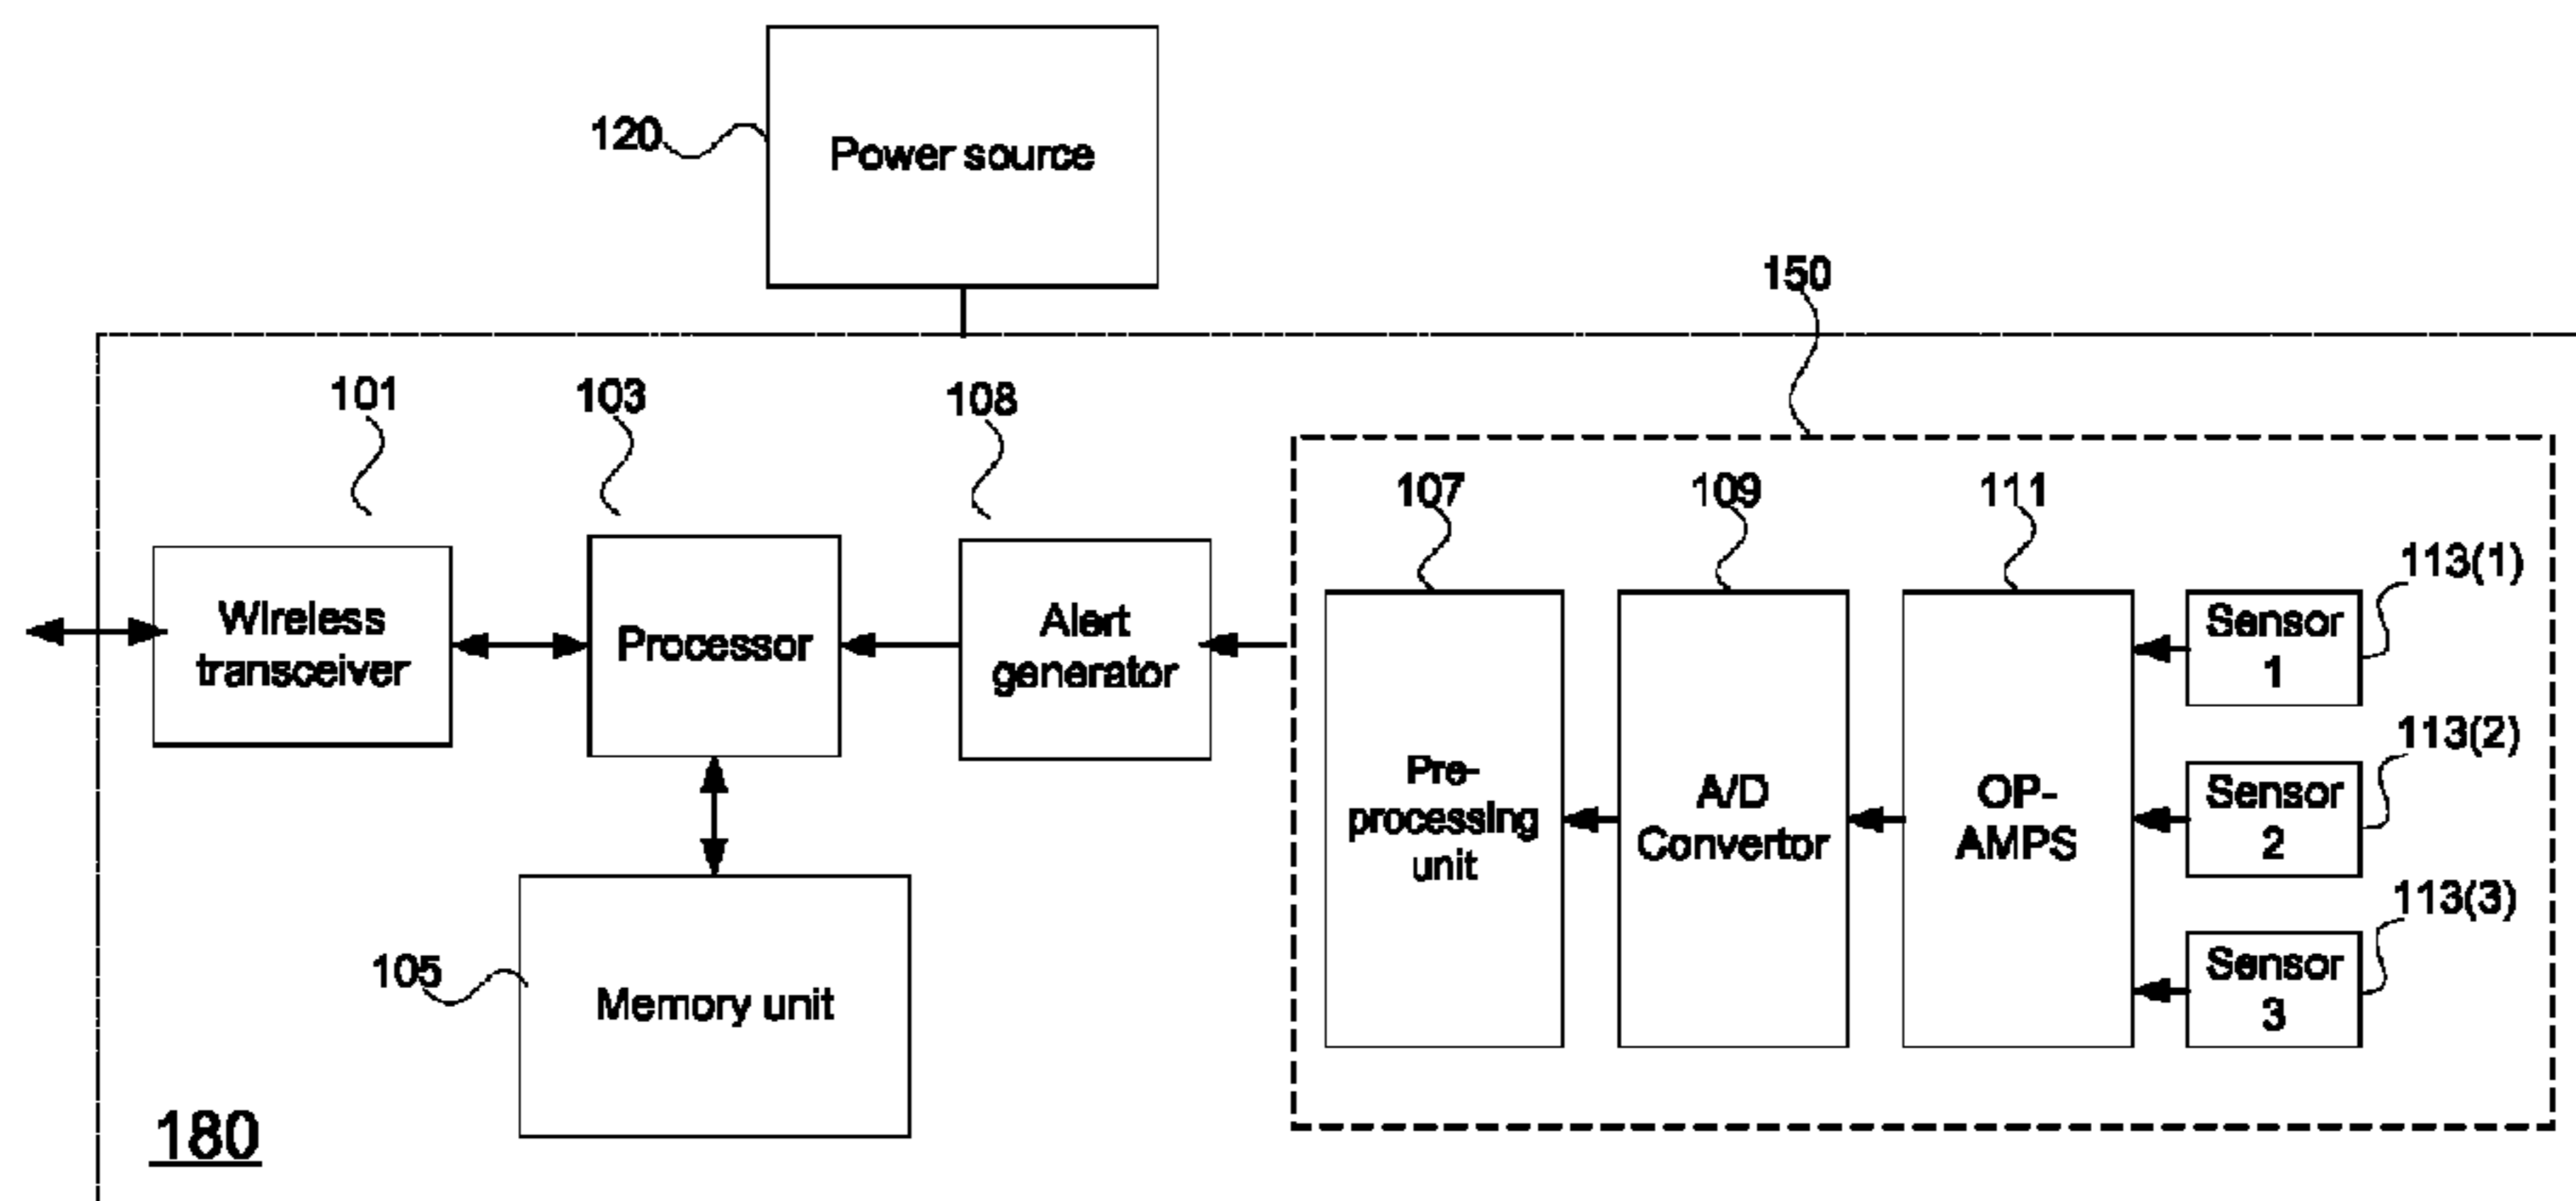 120
Power source
150
101
103
108
107
109
111
113(1)
Wireless
transceiver
Processor
Alert
generator
Sensor
1
113(2)
Pre-
processing
unit
A/D
Convertor
OP-
AMPS
Sensor
2
113(3)
105
Memory unit
Sensor
3
180